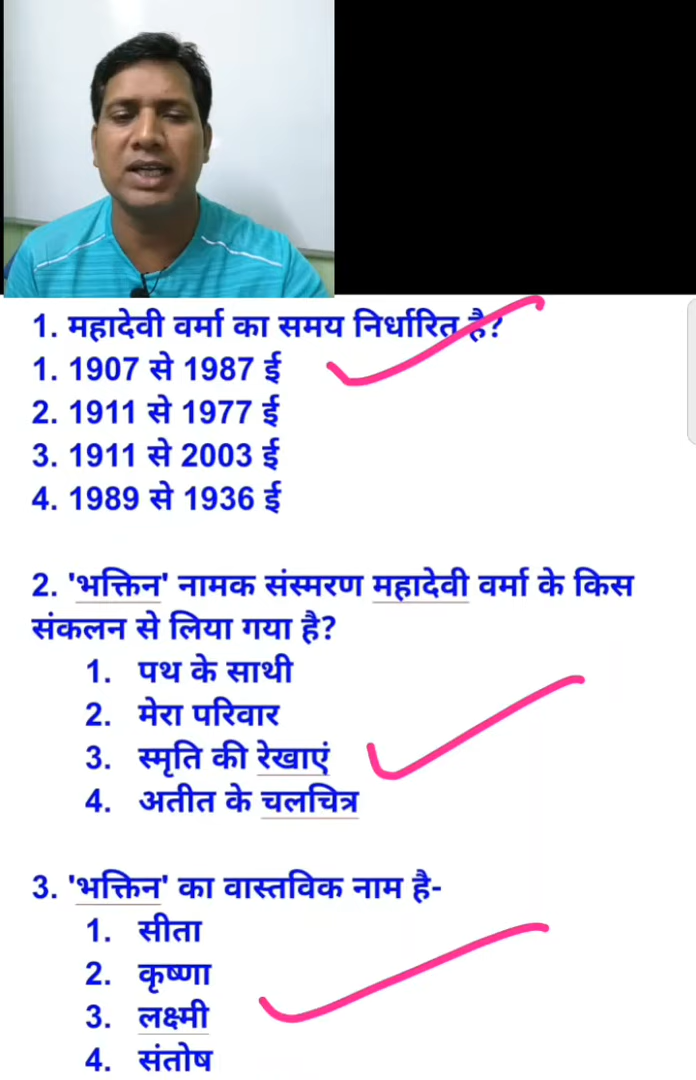 1. महादेवी वर्मा का समय निर्धारित है?
1. 1907 से 1987 ई
2. 1911 से 1977 ई
3. 1911 से 2003 ई
4. 1989 से 1936 ई
2. 'भक्तिन' नामक संस्मरण महादेवी वर्मा के किस
संकलन से लिया गया है?
1. पथ के साथी
2. मेरा परिवार
3. स्मृति की रेखाएं
4. अतीत के चलचित्र
3. 'भक्तिन' का वास्तविक नाम है-
1. सीता
2. कृष्णा
3. लक्ष्मी
4. संतोष